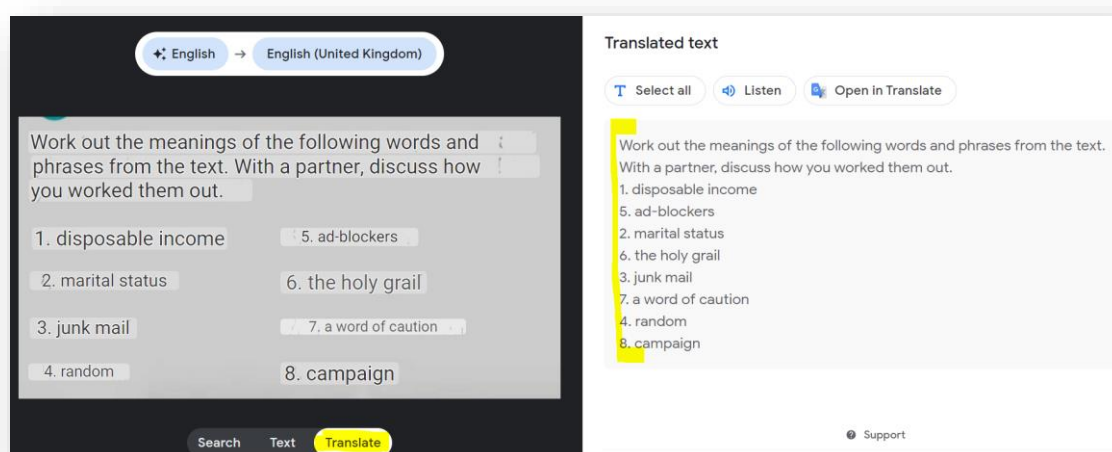 English → English (United Kingdom)
Work out the meanings of the following words and
phrases from the text. With a partner, discuss how
you worked them out.
1. disposable income
5. ad-blockers
2. marital status
6. the holy grail
3. junk mail
7. a word of caution
4. random
8. campaign
Search Text Translate
Translated text
Select all Listen Open in Translate
Work out the meanings of the following words and phrases from the text.
With a partner, discuss how you worked them out.
1. disposable income
5. ad-blockers
2. marital status
6. the holy grail
3. junk mail
7. a word of caution
4. random
8. campaign
Support